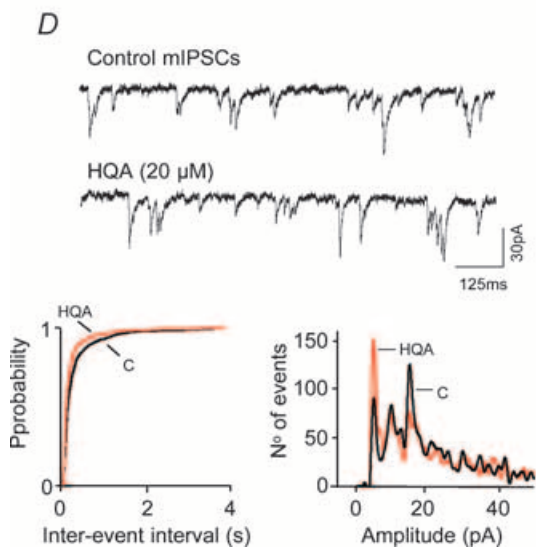 D
Control mIPSCs
HQA (20 µM)
30pA
125ms
HQA
C
1
Pprobability
0
0 2 4
Inter-event interval (s)
150
HQA
C
100
Nº of events
50
0
0 20 40
Amplitude (pA)